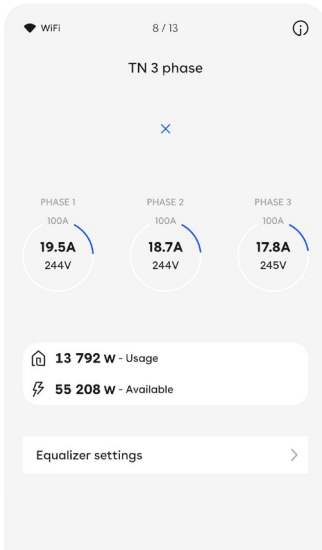 WiFi 8 / 13
TN 3 phase
PHASE 1 PHASE 2 PHASE 3
100A 100A 100A
19.5A 18.7A 17.8A
244V 244V 245V
13 792 W - Usage
55 208 W - Available
Equalizer settings